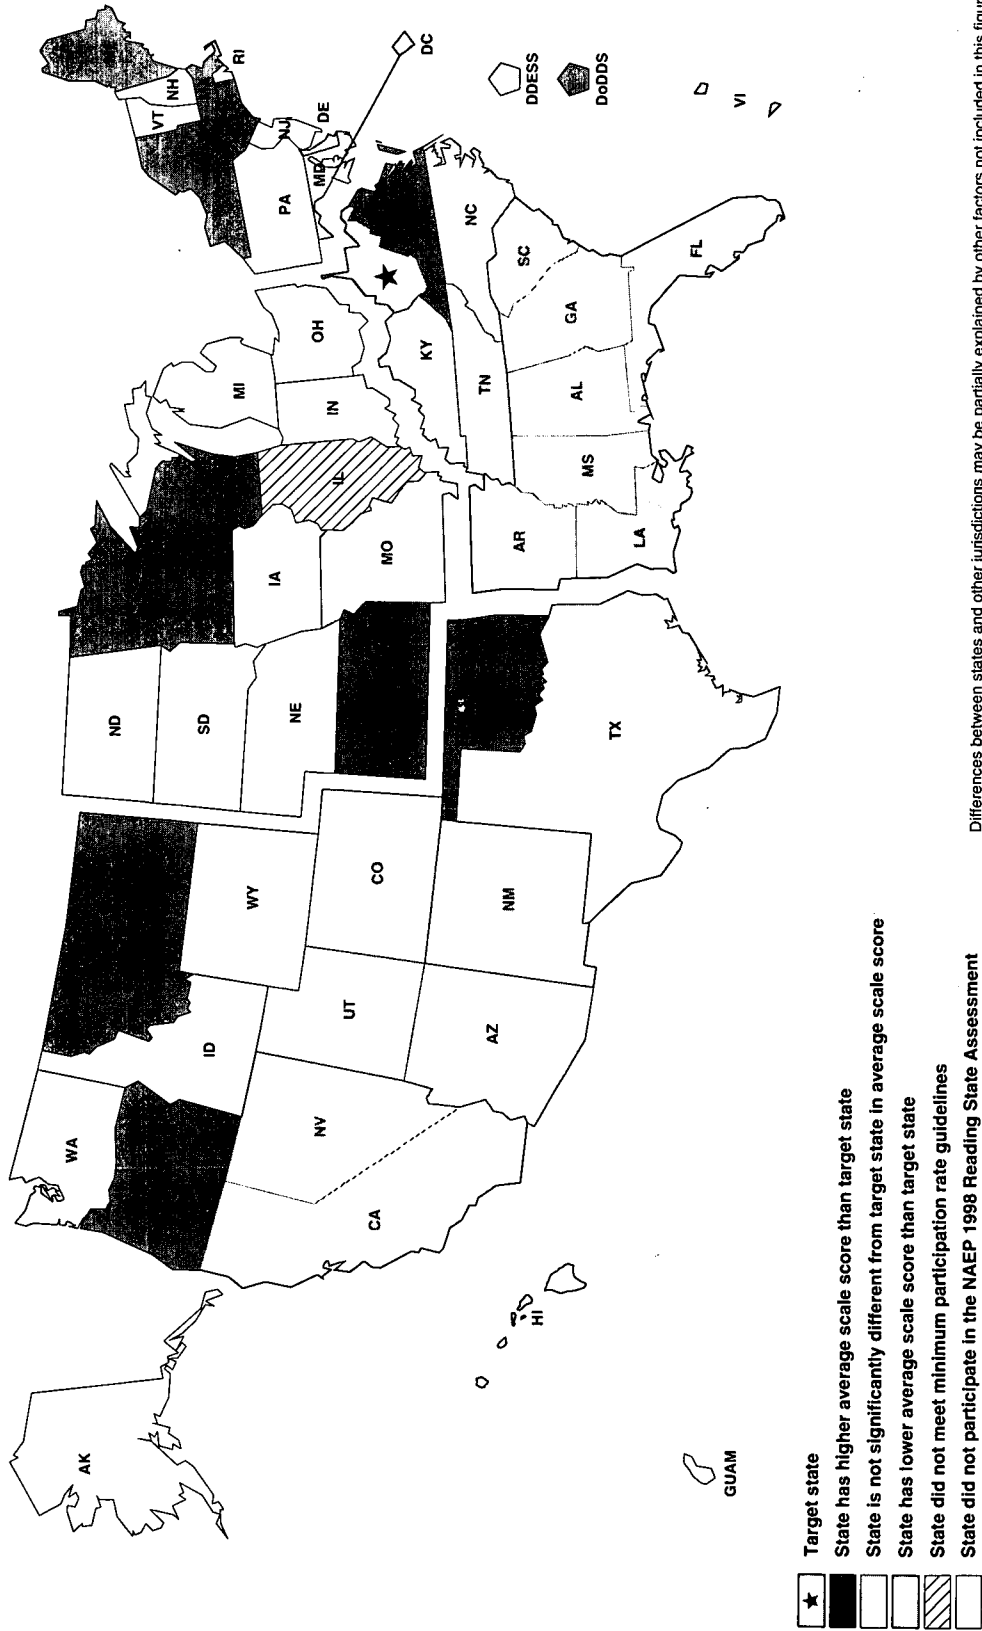 AK
WA
ID
CA
NV
UT
AZ
WY
CO
NM
ND
SD
NE
TX
IA
MO
AR
LA
IL
MI
IN
OH
KY
TN
MS
AL
GA
SC
NC
FL
PA
VT
NH
RI
NJ
DE
MD
DC
DDESS
DoDDS
VI
HI
GUAM
Target state
State has higher average scale score than target state
State is not significantly different from target state in average scale score
State has lower average scale score than target state
State did not meet minimum participation rate guidelines
State did not participate in the NAEP 1998 Reading State Assessment
Differences between states and other jurisdictions may be partially explained by other factors not included in this figure